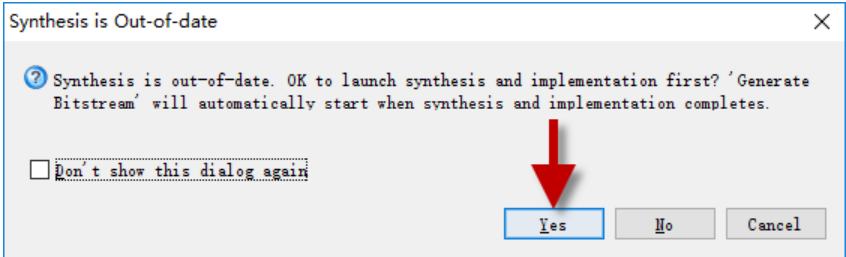 Synthesis is Out-of-date
Synthesis is out-of-date. OK to launch synthesis and implementation first? 'Generate
Bitstream' will automatically start when synthesis and implementation completes.
Don't show this dialog again
Yes No Cancel